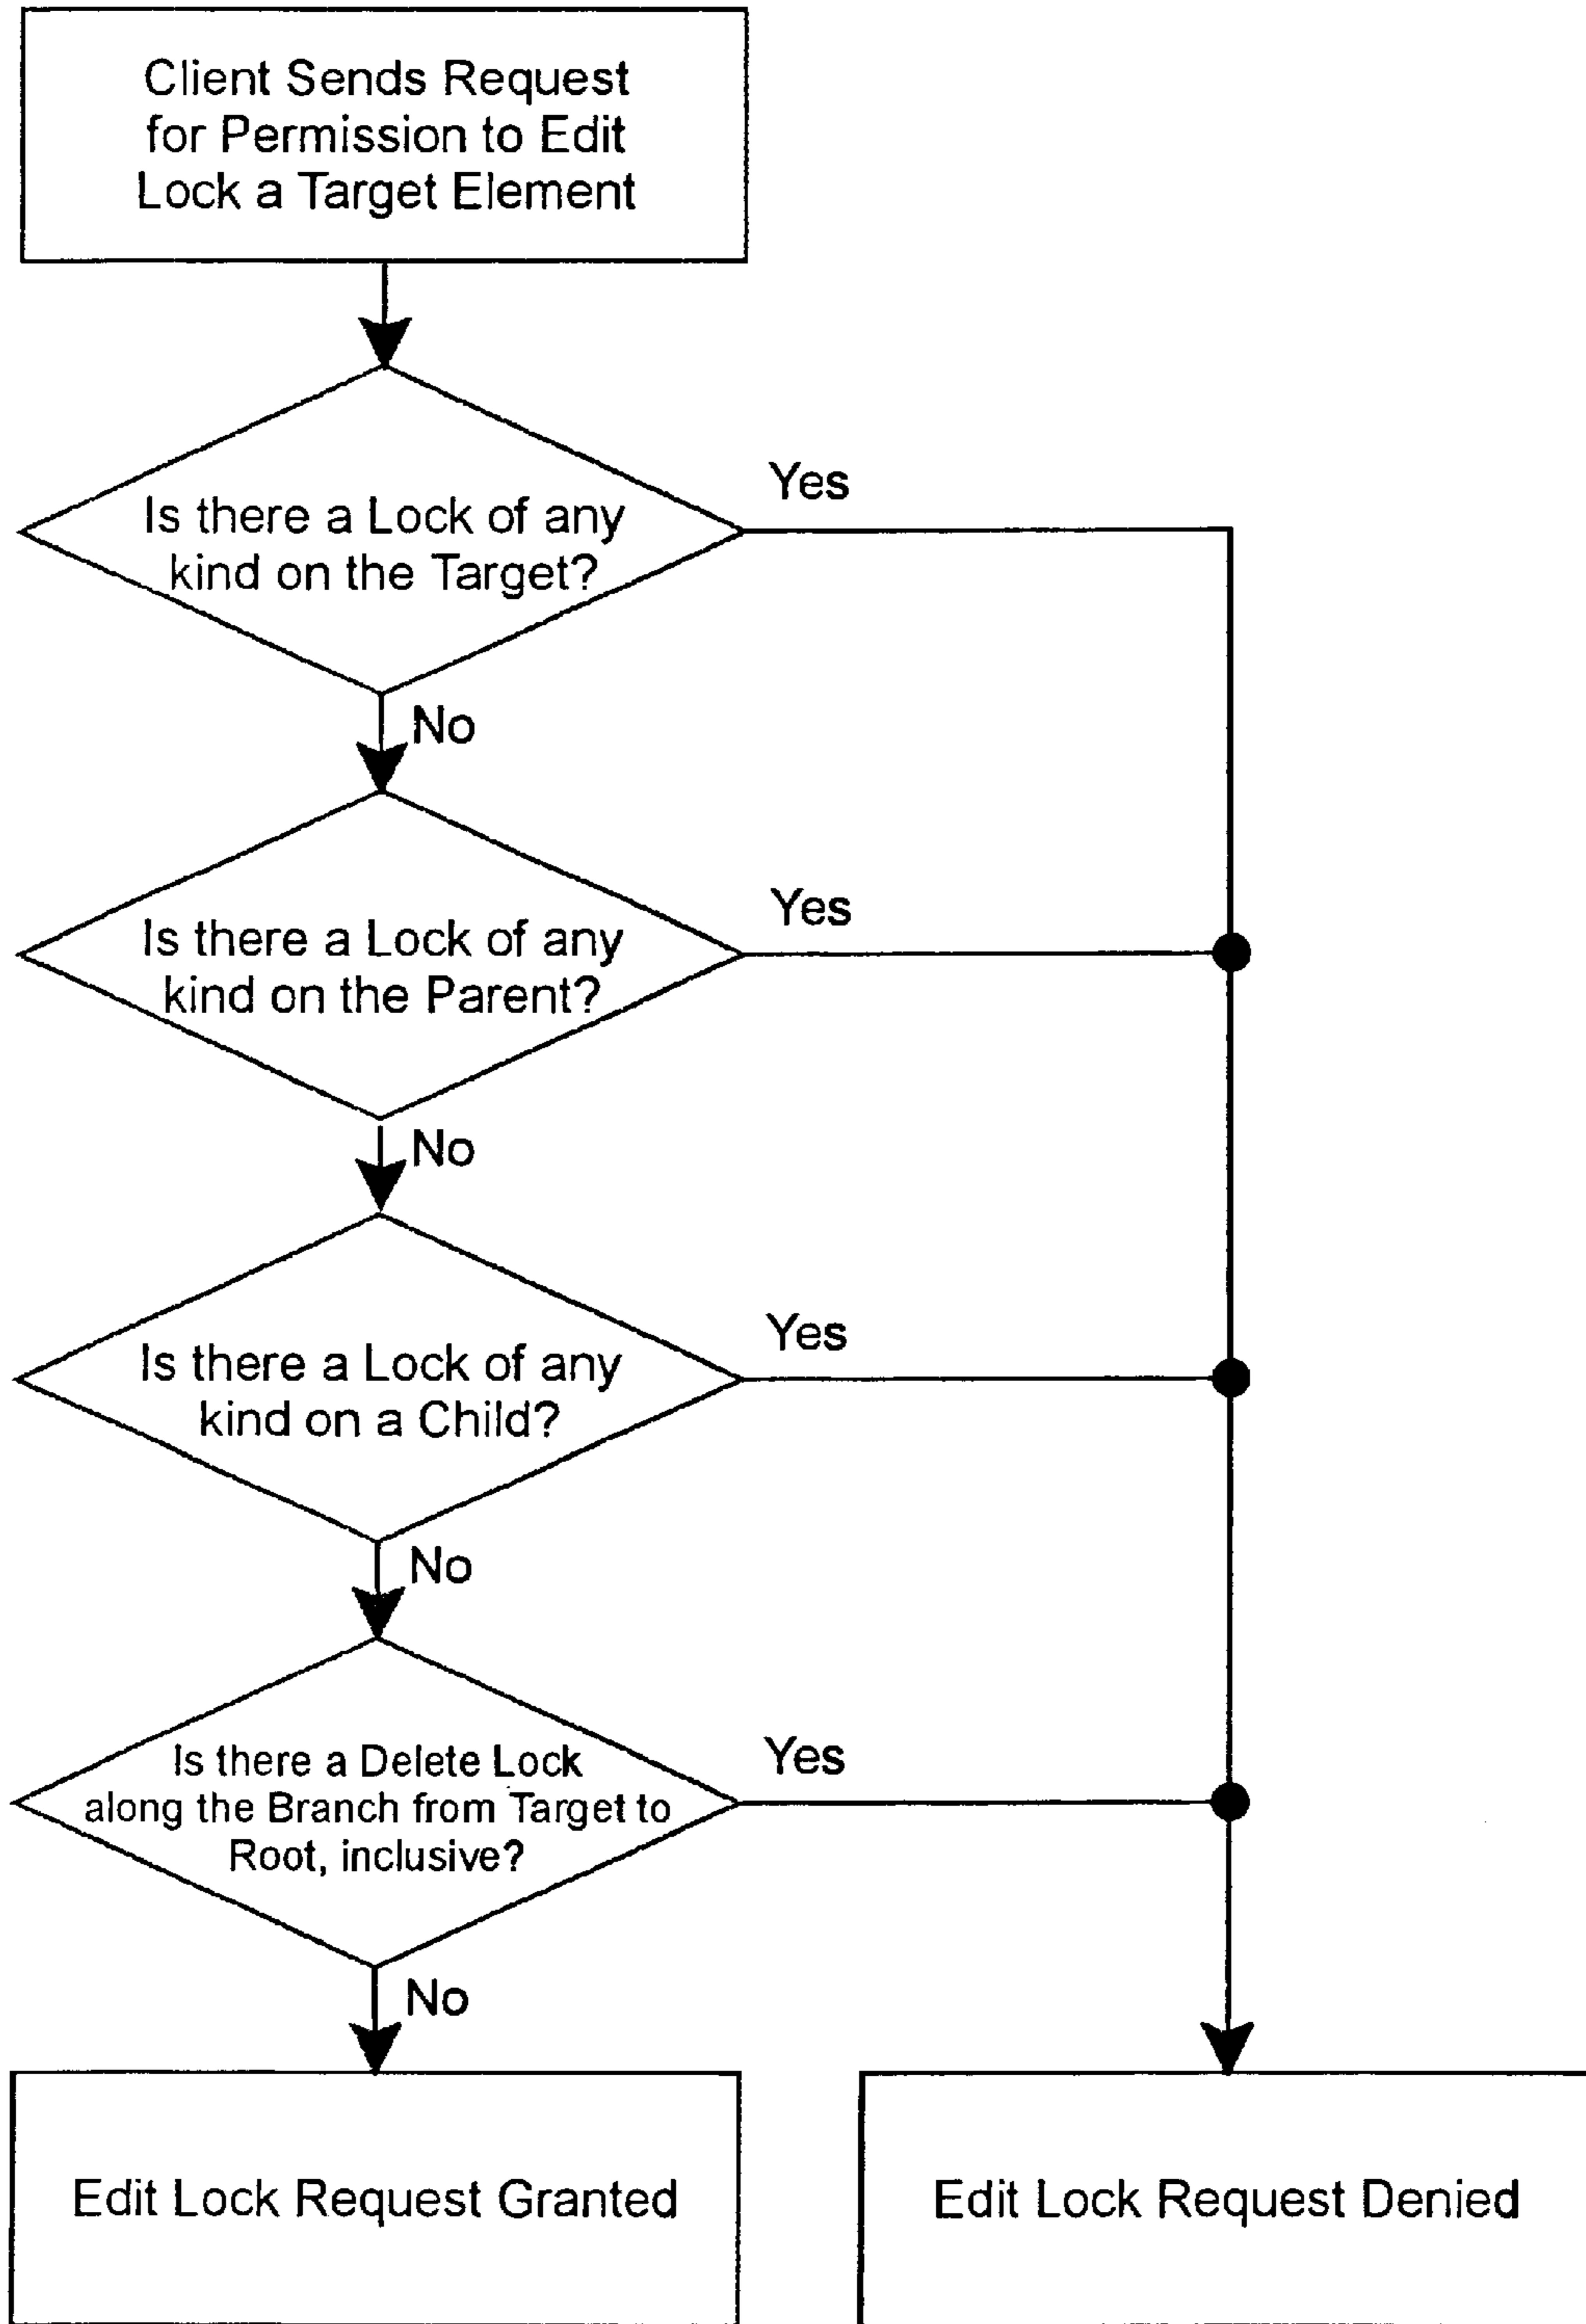 Client Sends Request
for Permission to Edit
Lock a Target Element
Is there a Lock of any
kind on the Target?
Yes
No
Is there a Lock of any
kind on the Parent?
Yes
No
Is there a Lock of any
kind on a Child?
Yes
No
Is there a Delete Lock
along the Branch from Target to
Root, inclusive?
Yes
No
Edit Lock Request Granted
Edit Lock Request Denied